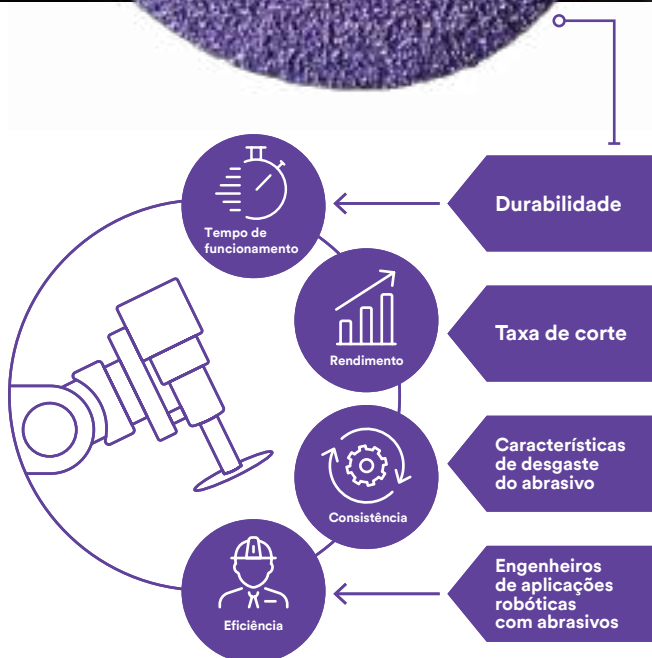 Tempo de
funcionamento
Durabilidade
Rendimento
Taxa de corte
Consistência
Características
de desgaste
do abrasivo
Eficiência
Engenheiros
de aplicações
robóticas
com abrasivos